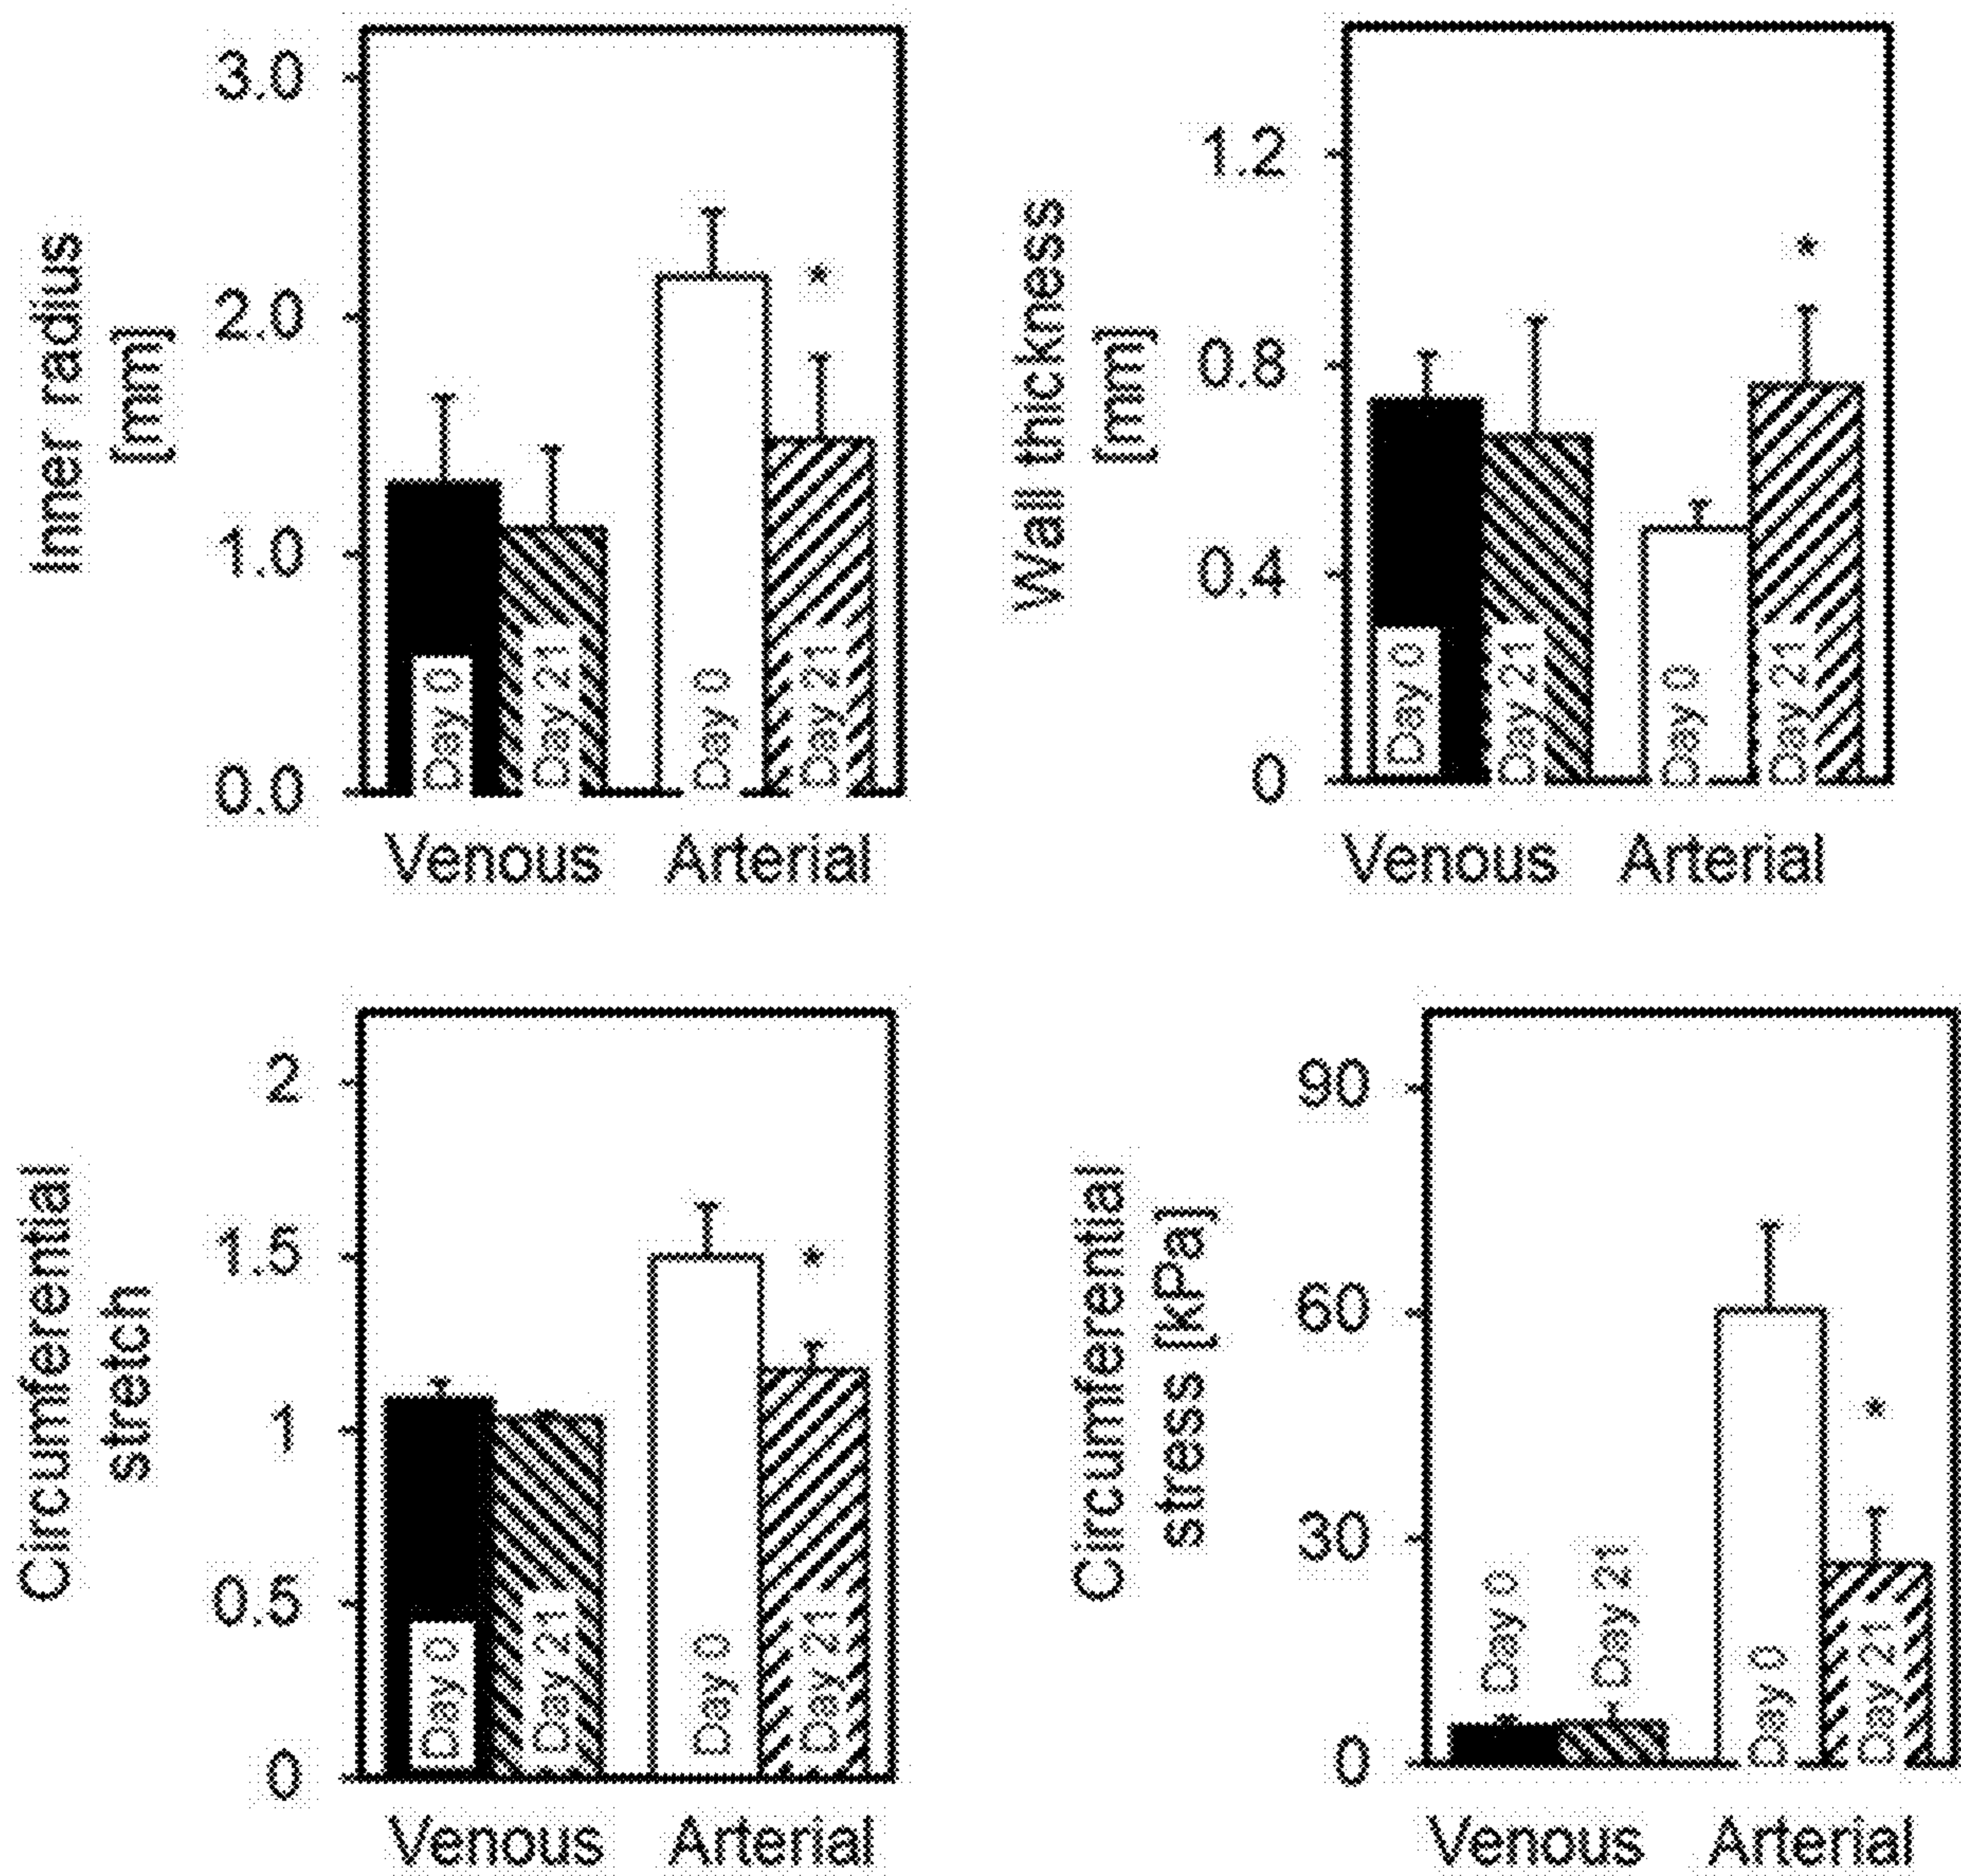 Inner radius
[mm]
3.0
2.0
1.0
0.0
Day 0
Day 21
Day 0
*
Day 21
Venous
Arterial
Wall thickness
[mm]
1.2
0.8
0.4
0
Day 0
Day 21
Day 0
*
Day 21
Venous
Arterial
Circumferential
stretch
2
1.5
1
0.5
0
Day 0
Day 21
Day 0
*
Day 21
Venous
Arterial
Circumferential
stress [kPa]
90
60
30
0
Day 0
Day 21
Day 0
*
Day 21
Venous
Arterial